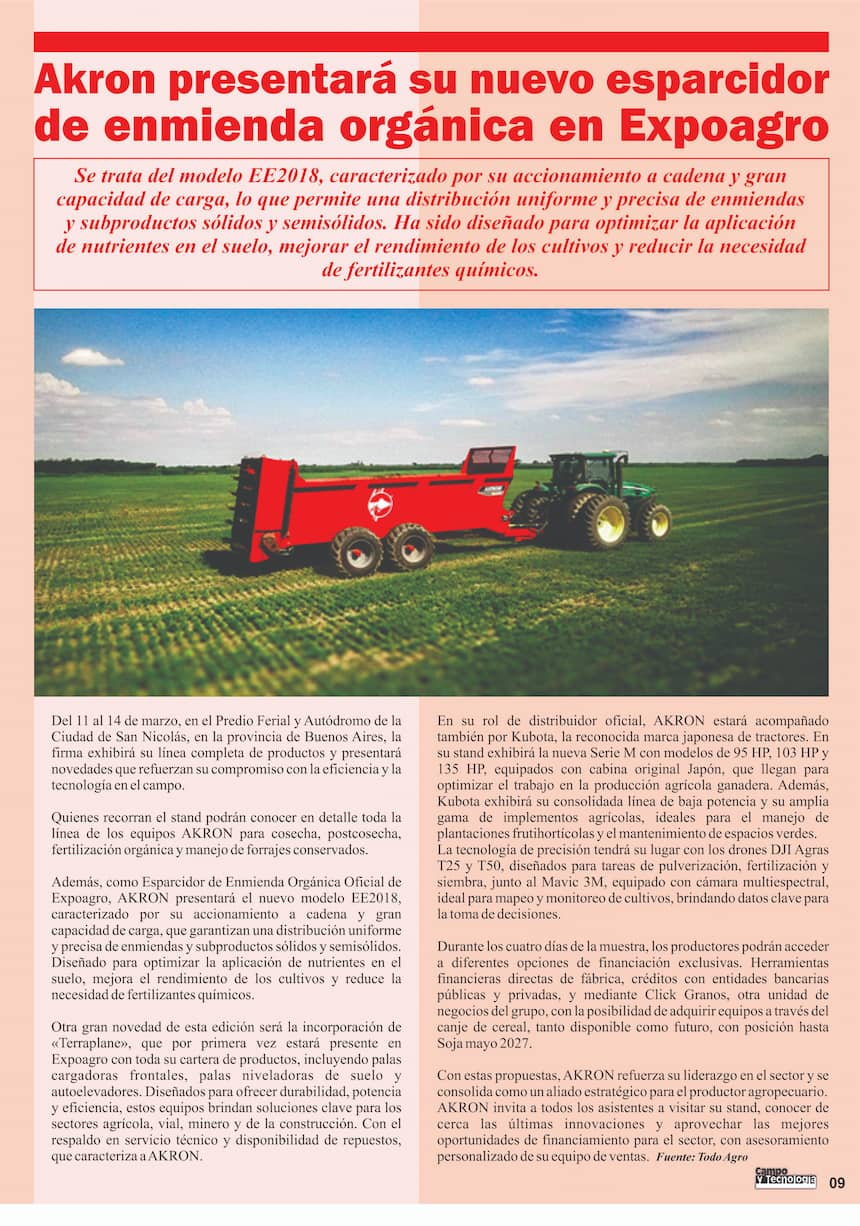 Akron presentará su nuevo esparcidor
de enmienda orgánica en Expoagro
Se trata del modelo EE2018, caracterizado por su accionamiento a cadena y gran
capacidad de carga, lo que permite una distribución uniforme y precisa de enmiendas
y subproductos sólidos y semisólidos. Ha sido diseñado para optimizar la aplicación
de nutrientes en el suelo, mejorar el rendimiento de los cultivos y reducir la necesidad
de fertilizantes químicos.
Del 11 al 14 de marzo, en el Predio Ferial y Autódromo de la
Ciudad de San Nicolás, en la provincia de Buenos Aires, la
firma exhibirá su línea completa de productos y presentará
novedades que refuerzan su compromiso con la eficiencia y la
tecnología en el campo.
Quienes recorran el stand podrán conocer en detalle toda la
línea de los equipos AKRON para cosecha, postcosecha,
fertilización orgánica y manejo de forrajes conservados.
Además, como Esparcidor de Enmienda Orgánica Oficial de
Expoagro, AKRON presentará el nuevo modelo EE2018,
caracterizado por su accionamiento a cadena y gran
capacidad de carga, que garantizan una distribución uniforme
y precisa de enmiendas y subproductos sólidos y semisólidos.
Diseñado para optimizar la aplicación de nutrientes en el
suelo, mejora el rendimiento de los cultivos y reduce la
necesidad de fertilizantes químicos.
Otra gran novedad de esta edición será la incorporación de
«Terraplane», que por primera vez estará presente en
Expoagro con toda su cartera de productos, incluyendo palas
cargadoras frontales, palas niveladoras de suelo y
autoelevadores. Diseñados para ofrecer durabilidad, potencia
y eficiencia, estos equipos brindan soluciones clave para los
sectores agrícola, vial, minero y de la construcción. Con el
respaldo en servicio técnico y disponibilidad de repuestos,
que caracteriza a AKRON.
En su rol de distribuidor oficial, AKRON estará acompañado
también por Kubota, la reconocida marca japonesa de tractores. En
su stand exhibirá la nueva Serie M con modelos de 95 HP, 103 HP y
135 HP, equipados con cabina original Japón, que llegan para
optimizar el trabajo en la producción agrícola ganadera. Además,
Kubota exhibirá su consolidada línea de baja potencia y su amplia
gama de implementos agrícolas, ideales para el manejo de
plantaciones frutihortícolas y el mantenimiento de espacios verdes.
La tecnología de precisión tendrá su lugar con los drones DJI Agras
T25 y T50, diseñados para tareas de pulverización, fertilización y
siembra, junto al Mavic 3M, equipado con cámara multiespectral,
ideal para mapeo y monitoreo de cultivos, brindando datos clave para
la toma de decisiones.
Durante los cuatro días de la muestra, los productores podrán acceder
a diferentes opciones de financiación exclusivas. Herramientas
financieras directas de fábrica, créditos con entidades bancarias
públicas y privadas, y mediante Click Granos, otra unidad de
negocios del grupo, con la posibilidad de adquirir equipos a través del
canje de cereal, tanto disponible como futuro, con posición hasta
Soja mayo 2027.
Con estas propuestas, AKRON refuerza su liderazgo en el sector y se
consolida como un aliado estratégico para el productor agropecuario.
AKRON invita a todos los asistentes a visitar su stand, conocer de
cerca las últimas innovaciones y aprovechar las mejores
oportunidades de financiamiento para el sector, con asesoramiento
personalizado de su equipo de ventas. Fuente: Todo Agro
Campo
y Tecnología
09